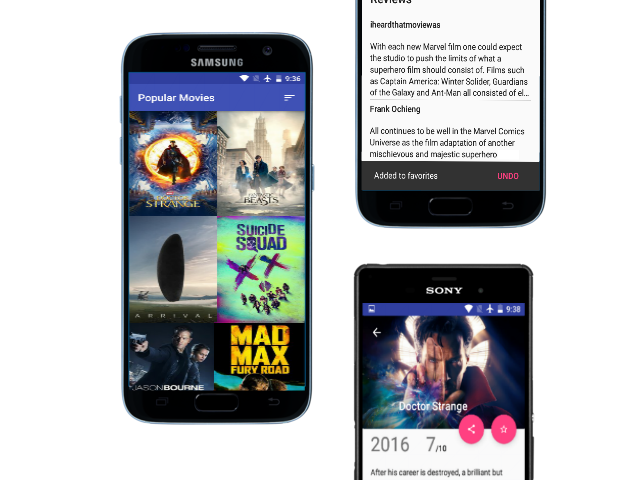 SAMSUNG
9:36
Popular Movies
DOCTOR
STRANGE
FANTASTIC
BEASTS
ARRIVAL
SUICIDE
SQUAD
JASON BOURNE
MAD
MAX
FURY ROAD
Reviews
iheardthatmoviewas
With each new Marvel film one could expect
the studio to push the limits of what a
superhero film should consist of. Films such
as Captain America: Winter Solider, Guardians
of the Galaxy and Ant-Man all consisted of el...
Frank Ochieng
All continues to be well in the Marvel Comics
Universe as the film adaptation of another
mischievous and majestic superhero
Added to favorites UNDO
SONY
9:38
Doctor Strange
2016 7/10
After his career is destroyed, a brilliant but